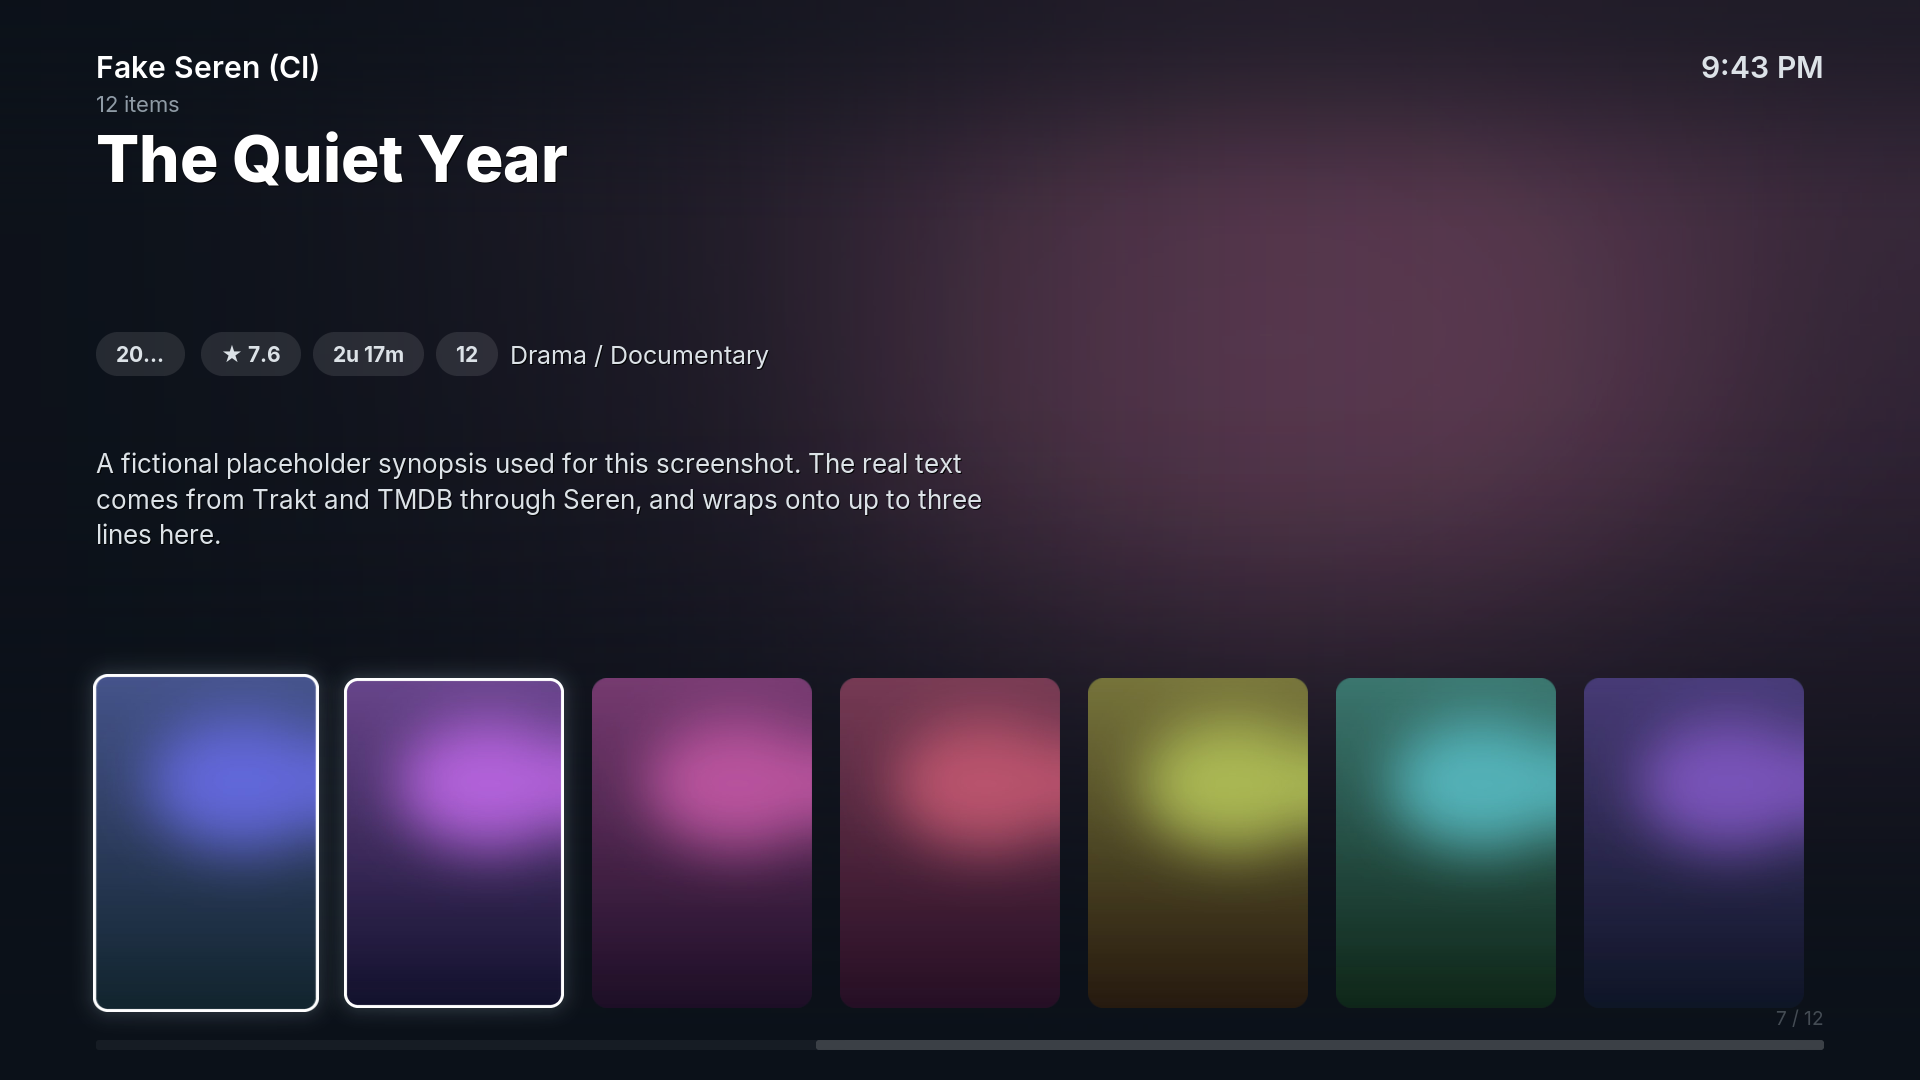 Fake Seren (CI)
9:43 PM
12 items
The Quiet Year
20... ★ 7.6 2u 17m 12 Drama / Documentary
A fictional placeholder synopsis used for this screenshot. The real text
comes from Trakt and TMDB through Seren, and wraps onto up to three
lines here.
7 / 12